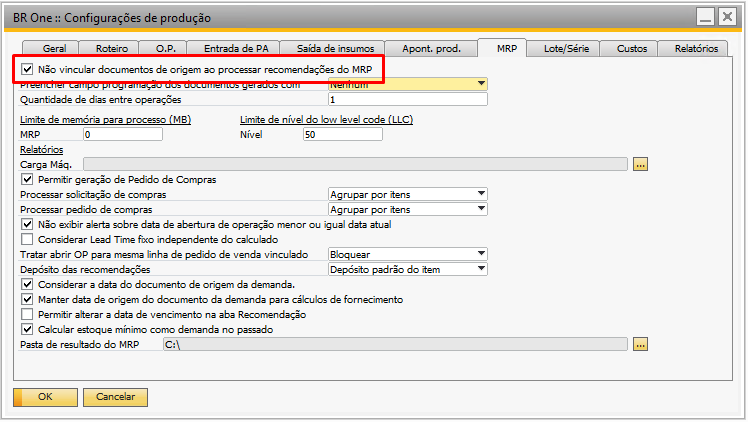 BR One :: Configurações de produção
Geral Roteiro O.P. Entrada de PA Saída de insumos Apont. prod. MRP Lote/Série Custos Relatórios
Não vincular documentos de origem ao processar recomendações do MRP
Preencher campo programação dos documentos gerados com Nenhum
Quantidade de dias entre operações 1
Limite de memória para processo (MB) Limite de nível do low level code (LLC)
MRP 0 Nível 50
Relatórios
Carga Máq. ...
Permitir geração de Pedido de Compras
Processar solicitação de compras Agrupar por itens
Processar pedido de compras Agrupar por itens
Não exibir alerta sobre data de abertura de operação menor ou igual data atual
Considerar Lead Time fixo independente do calculado
Tratar abrir OP para mesma linha de pedido de venda vinculado Bloquear
Depósito das recomendações Depósito padrão do item
Considerar a data do documento de origem da demanda.
Manter data de origem do documento da demanda para cálculos de fornecimento
Permitir alterar a data de vencimento na aba Recomendação
Calcular estoque mínimo como demanda no passado
Pasta de resultado do MRP C:\ ...
OK Cancelar